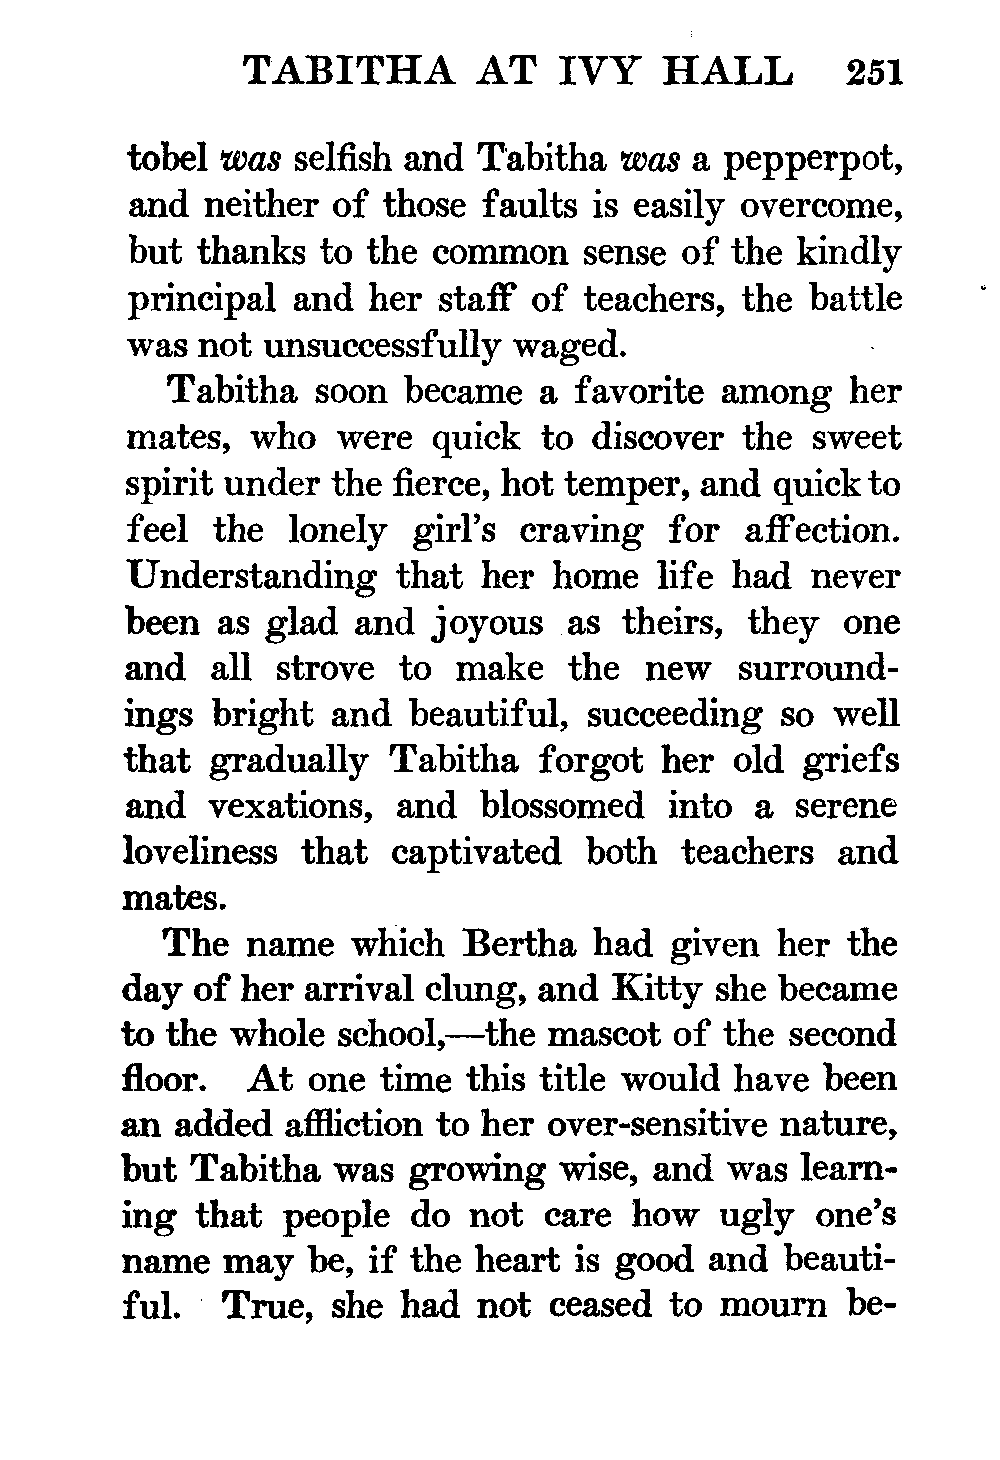 TABITHA AT IVY HALL 251
tobel was selfish and Tabitha was a pepperpot,
and neither of those faults is easily overcome,
but thanks to the common sense of the kindly
principal and her staff of teachers, the battle
was not unsuccessfully waged.
Tabitha soon became a favorite among her
mates, who were quick to discover the sweet
spirit under the fierce, hot temper, and quick to
feel the lonely girl's craving for affection.
Understanding that her home life had never
been as glad and joyous as theirs, they one
and all strove to make the new surround-
ings bright and beautiful, succeeding so well
that gradually Tabitha forgot her old griefs
and vexations, and blossomed into a serene
loveliness that captivated both teachers and
mates.
The name which Bertha had given her the
day of her arrival clung, and Kitty she became
to the whole school,—the mascot of the second
floor. At one time this title would have been
an added affliction to her over-sensitive nature,
but Tabitha was growing wise, and was learn-
ing that people do not care how ugly one's
name may be, if the heart is good and beauti-
ful. True, she had not ceased to mourn be-